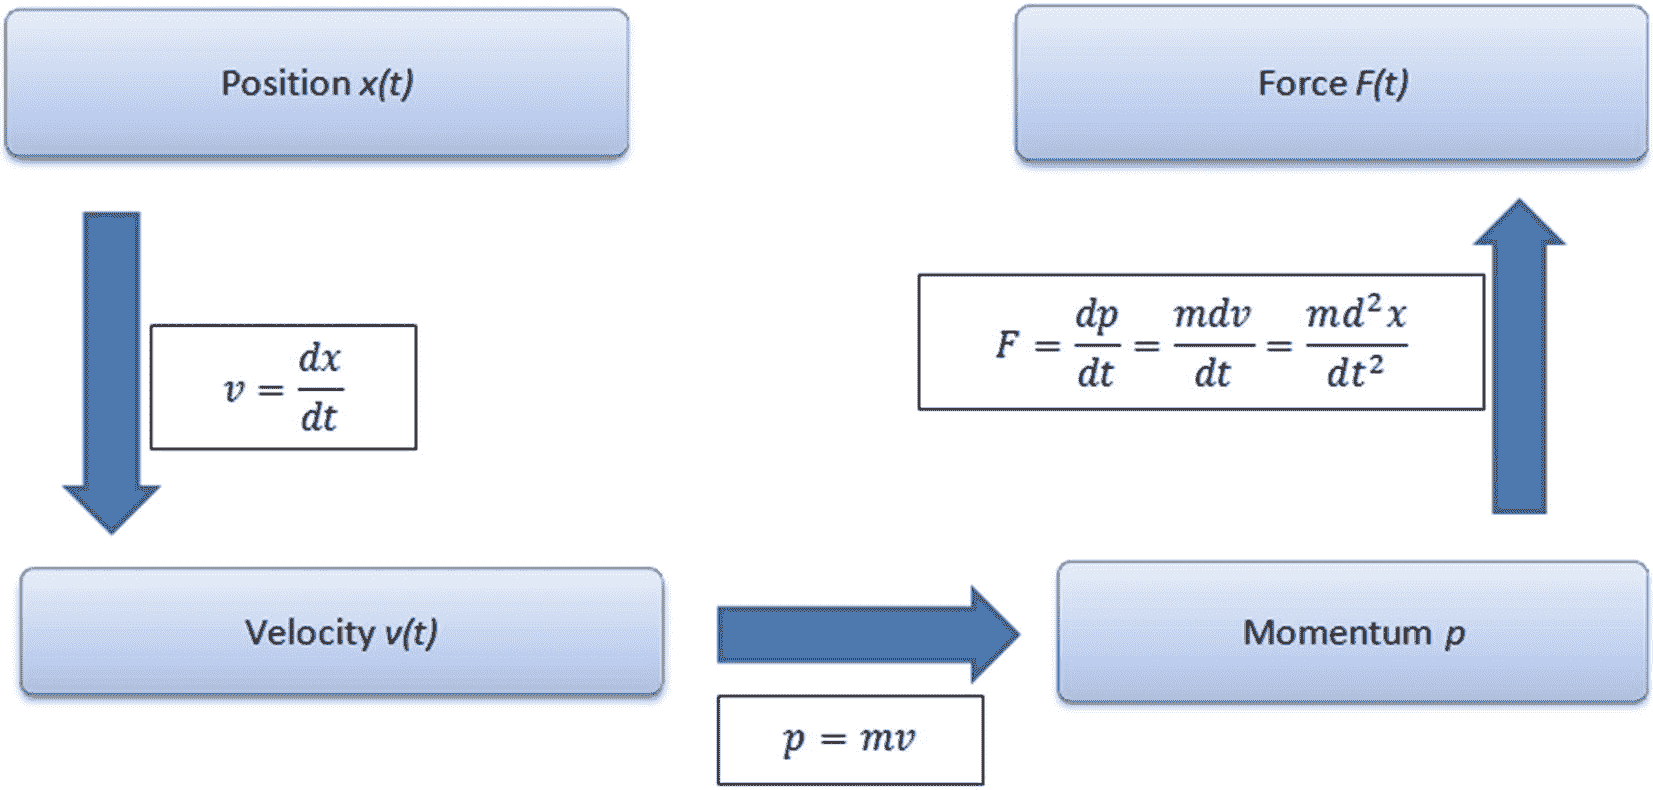 Position x(t)
Force F(t)
v = dx/dt
F = dp/dt = mdv/dt = md²x/dt²
Velocity v(t)
Momentum p
p = mv